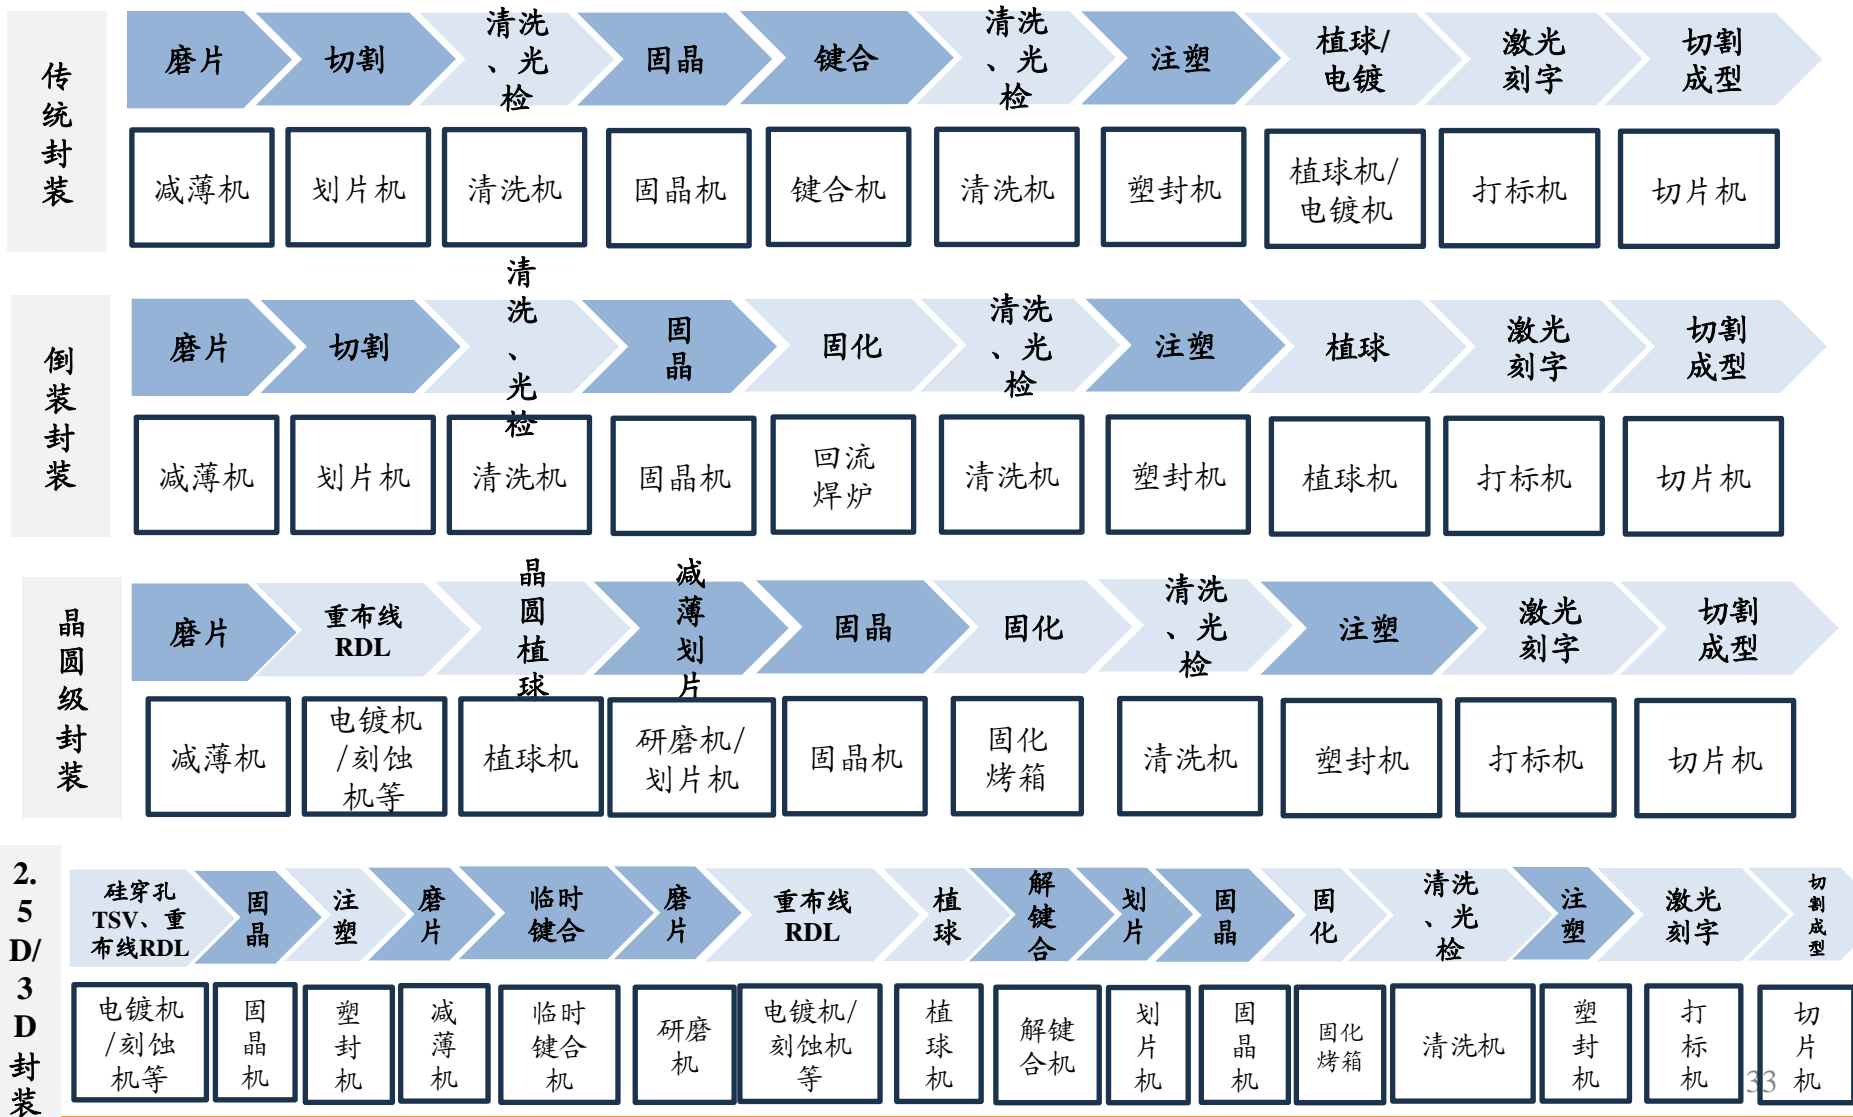 传
统
封
装
磨片
切割
清洗
、光
检
固晶
键合
清洗
、光
检
注塑
植球/
电镀
激光
刻字
切割
成型
减薄机
划片机
清洗机
固晶机
键合机
清洗机
塑封机
植球机/
电镀机
打标机
切片机
倒
装
封
装
磨片
切割
清
洗
、
光
检
固
晶
固化
清洗
、光
检
注塑
植球
激光
刻字
切割
成型
减薄机
划片机
清洗机
固晶机
回流
焊炉
清洗机
塑封机
植球机
打标机
切片机
晶
圆
级
封
装
磨片
重布线
RDL
晶
圆
植
球
减
薄
划
片
固晶
固化
清洗
、光
检
注塑
激光
刻字
切割
成型
减薄机
电镀机
/刻蚀
机等
植球机
研磨机/
划片机
固晶机
固化
烤箱
清洗机
塑封机
打标机
切片机
2.
5
D/
3
D
封
装
硅穿孔
TSV、重
布线RDL
固
晶
注
塑
磨
片
临时
键合
磨
片
重布线
RDL
植
球
解
键
合
划
片
固
晶
固
化
清洗
、光
检
注
塑
激光
刻字
切
割
成
型
电镀机
/刻蚀
机等
固
晶
机
塑
封
机
减
薄
机
临时
键合
机
研磨
机
电镀机/
刻蚀机
等
植
球
机
解键
合机
划
片
机
固
晶
机
固化
烤箱
清洗机
塑
封
机
打
标
机
切
片
机
33